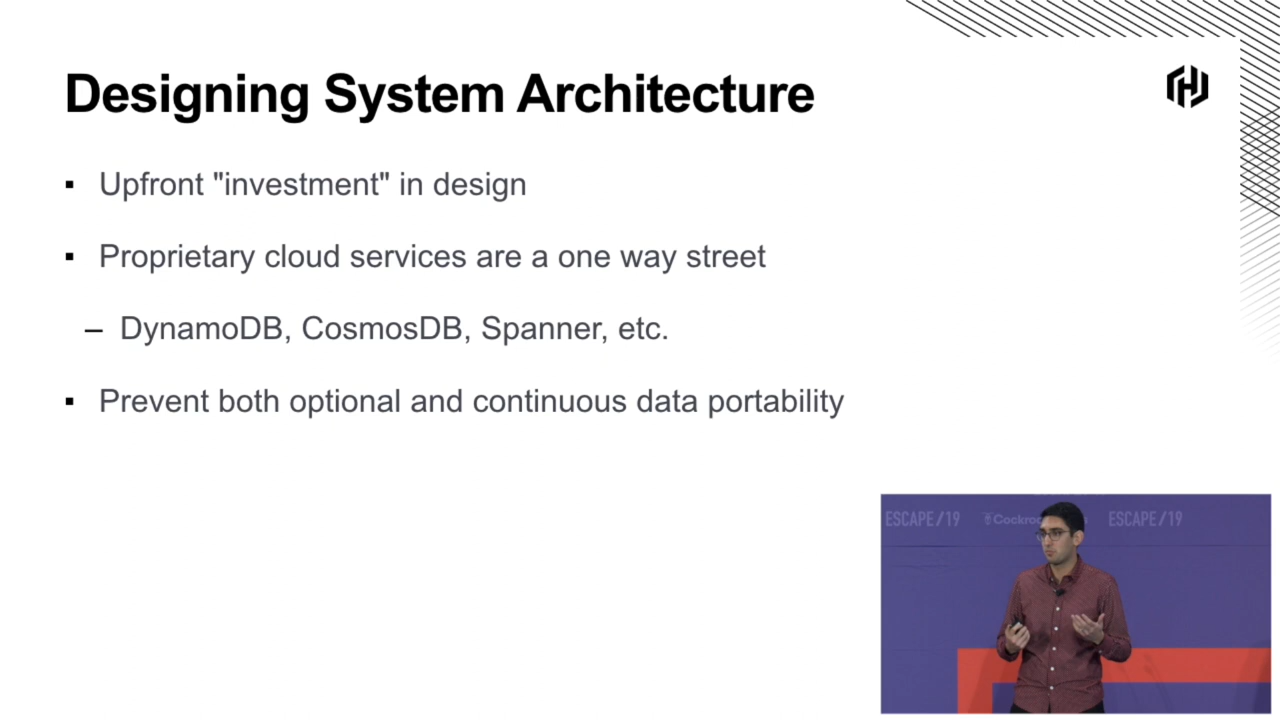 Designing System Architecture
▪ Upfront "investment" in design
▪ Proprietary cloud services are a one way street
– DynamoDB, CosmosDB, Spanner, etc.
▪ Prevent both optional and continuous data portability
ESCAPE/19 ESCAPE/19